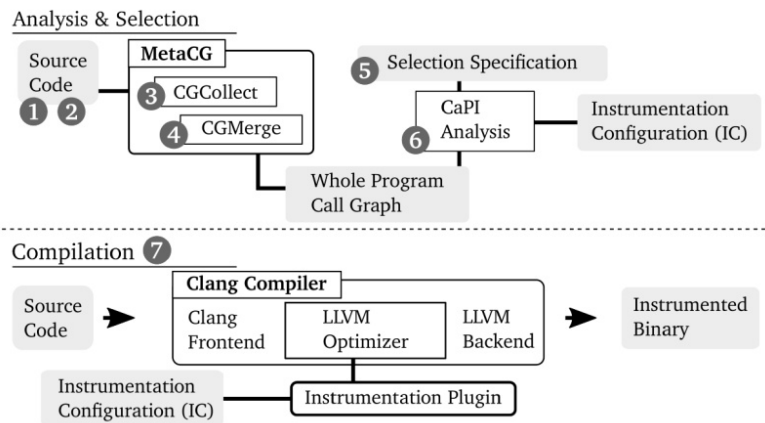 Analysis & Selection
Source
Code
1 2
MetaCG
3 CGCollect
4 CGMerge
5 Selection Specification
6 CaPI
Analysis
Instrumentation
Configuration (IC)
Whole Program
Call Graph
Compilation 7
Source
Code
Clang Compiler
Clang
Frontend
LLVM
Optimizer
LLVM
Backend
Instrumented
Binary
Instrumentation
Configuration (IC)
Instrumentation Plugin